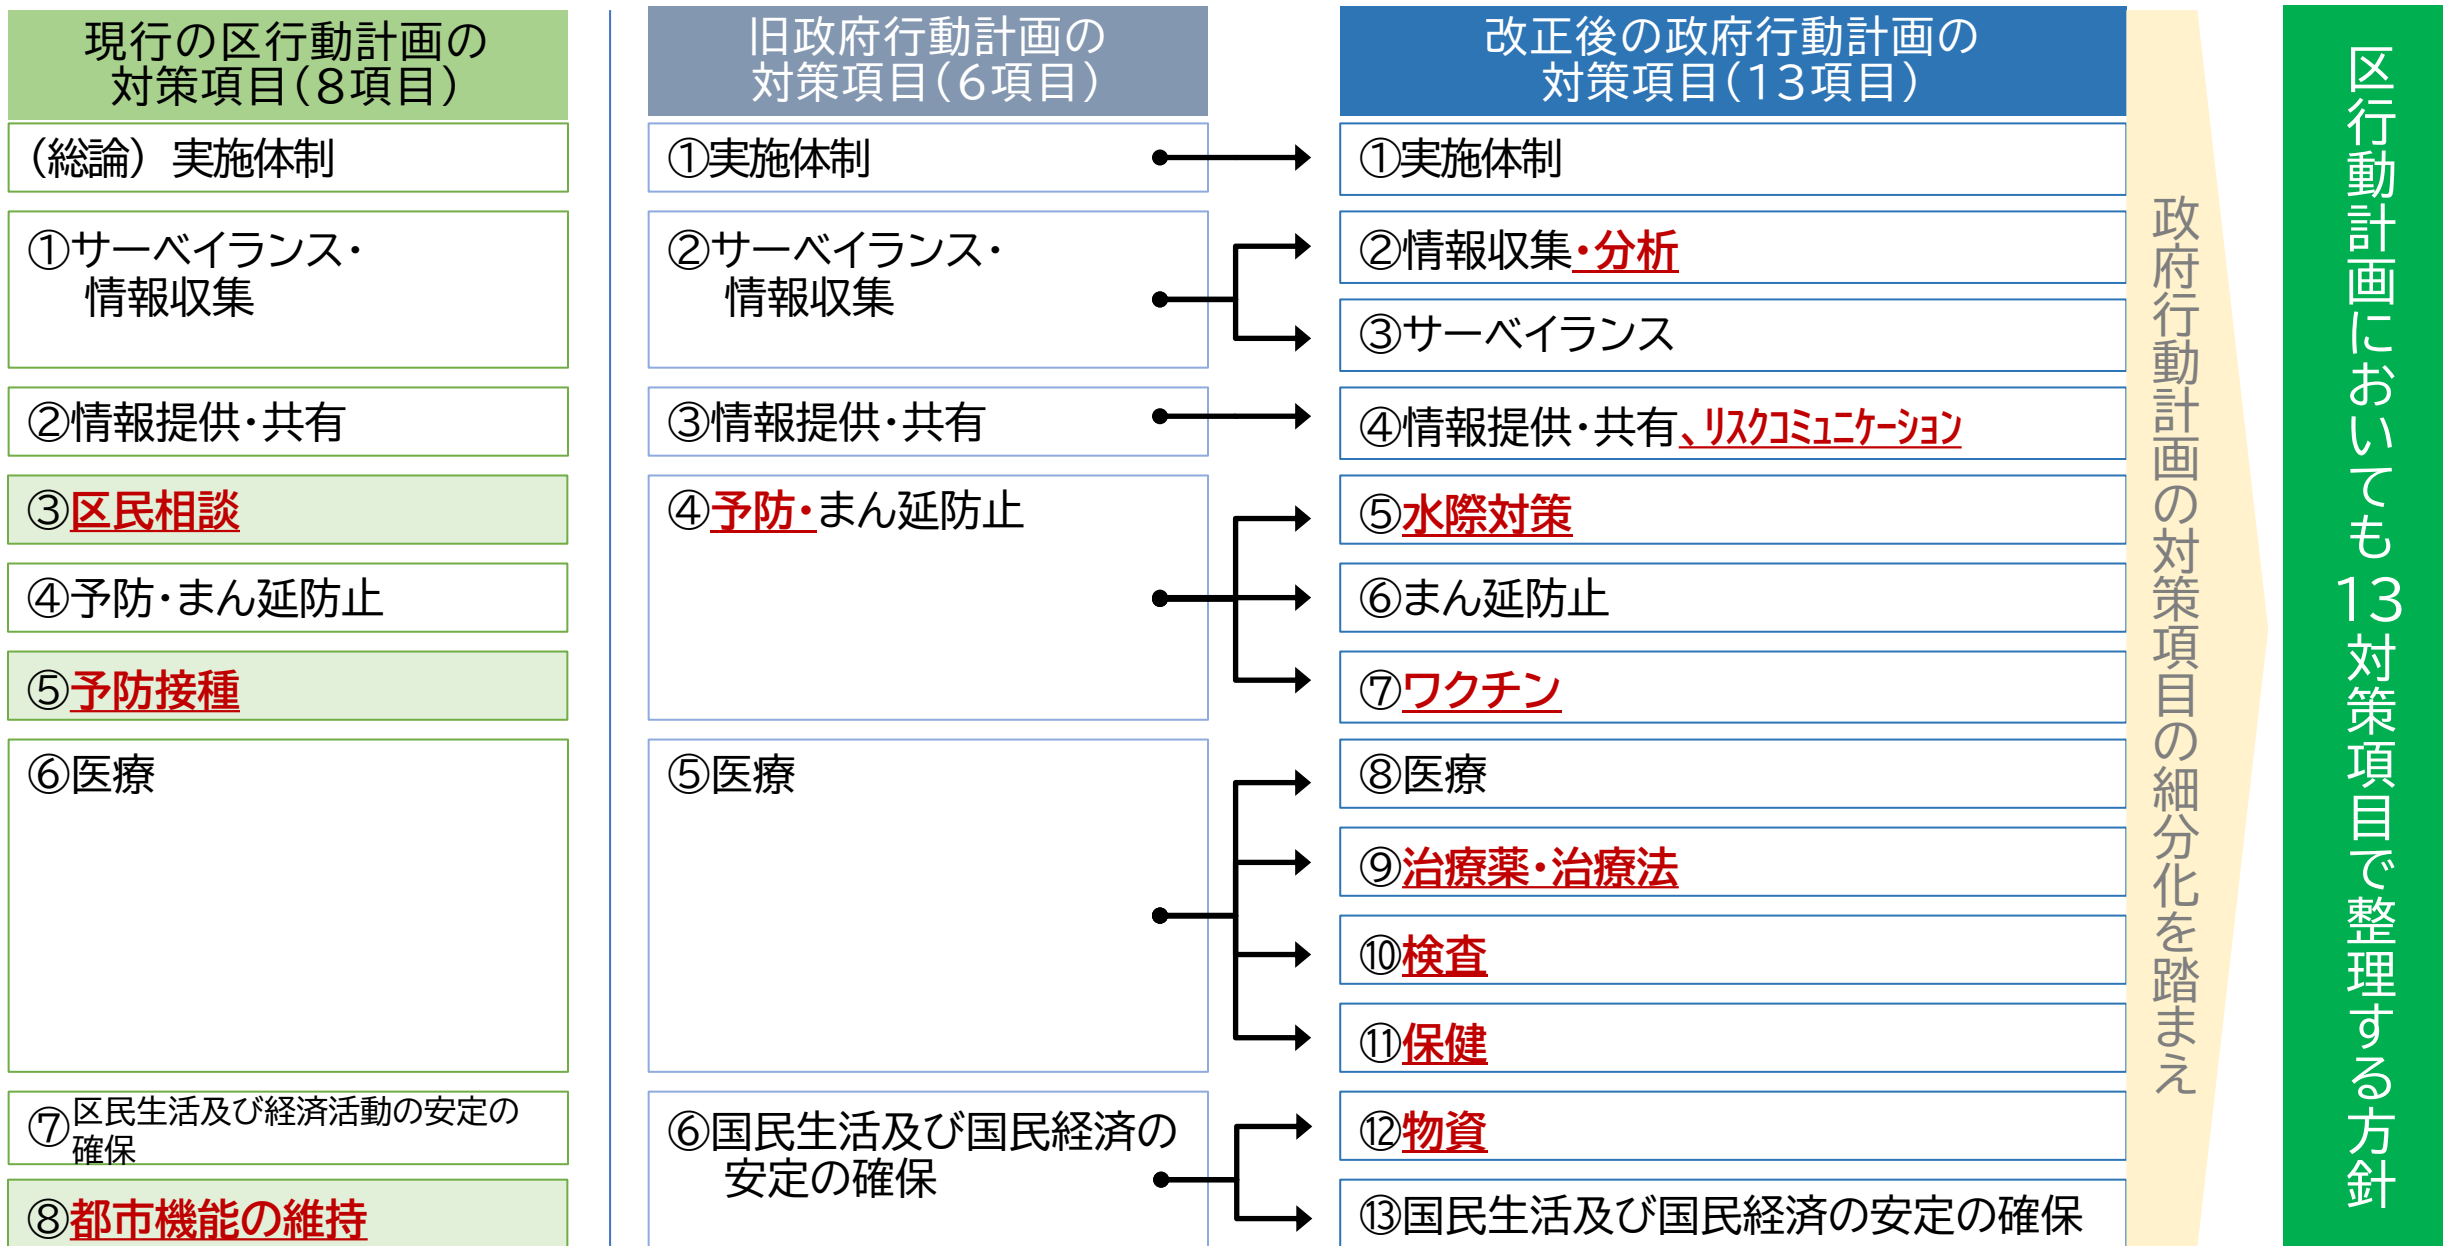 現行の区行動計画の
対策項目(8項目)
(総論) 実施体制
①サーベイランス・
情報収集
②情報提供・共有
③区民相談
④予防・まん延防止
⑤予防接種
⑥医療
⑦区民生活及び経済活動の安定の
確保
⑧都市機能の維持
旧政府行動計画の
対策項目(6項目)
①実施体制
②サーベイランス・
情報収集
③情報提供・共有
④予防・まん延防止
⑤医療
⑥国民生活及び国民経済の
安定の確保
改正後の政府行動計画の
対策項目(13項目)
①実施体制
②情報収集・分析
③サーベイランス
④情報提供・共有、リスクコミュニケーション
⑤水際対策
⑥まん延防止
⑦ワクチン
⑧医療
⑨治療薬・治療法
⑩検査
⑪保健
⑫物資
⑬国民生活及び国民経済の安定の確保
政府行動計画の対策項目の細分化を踏まえ
区行動計画においても13対策項目で整理する方針